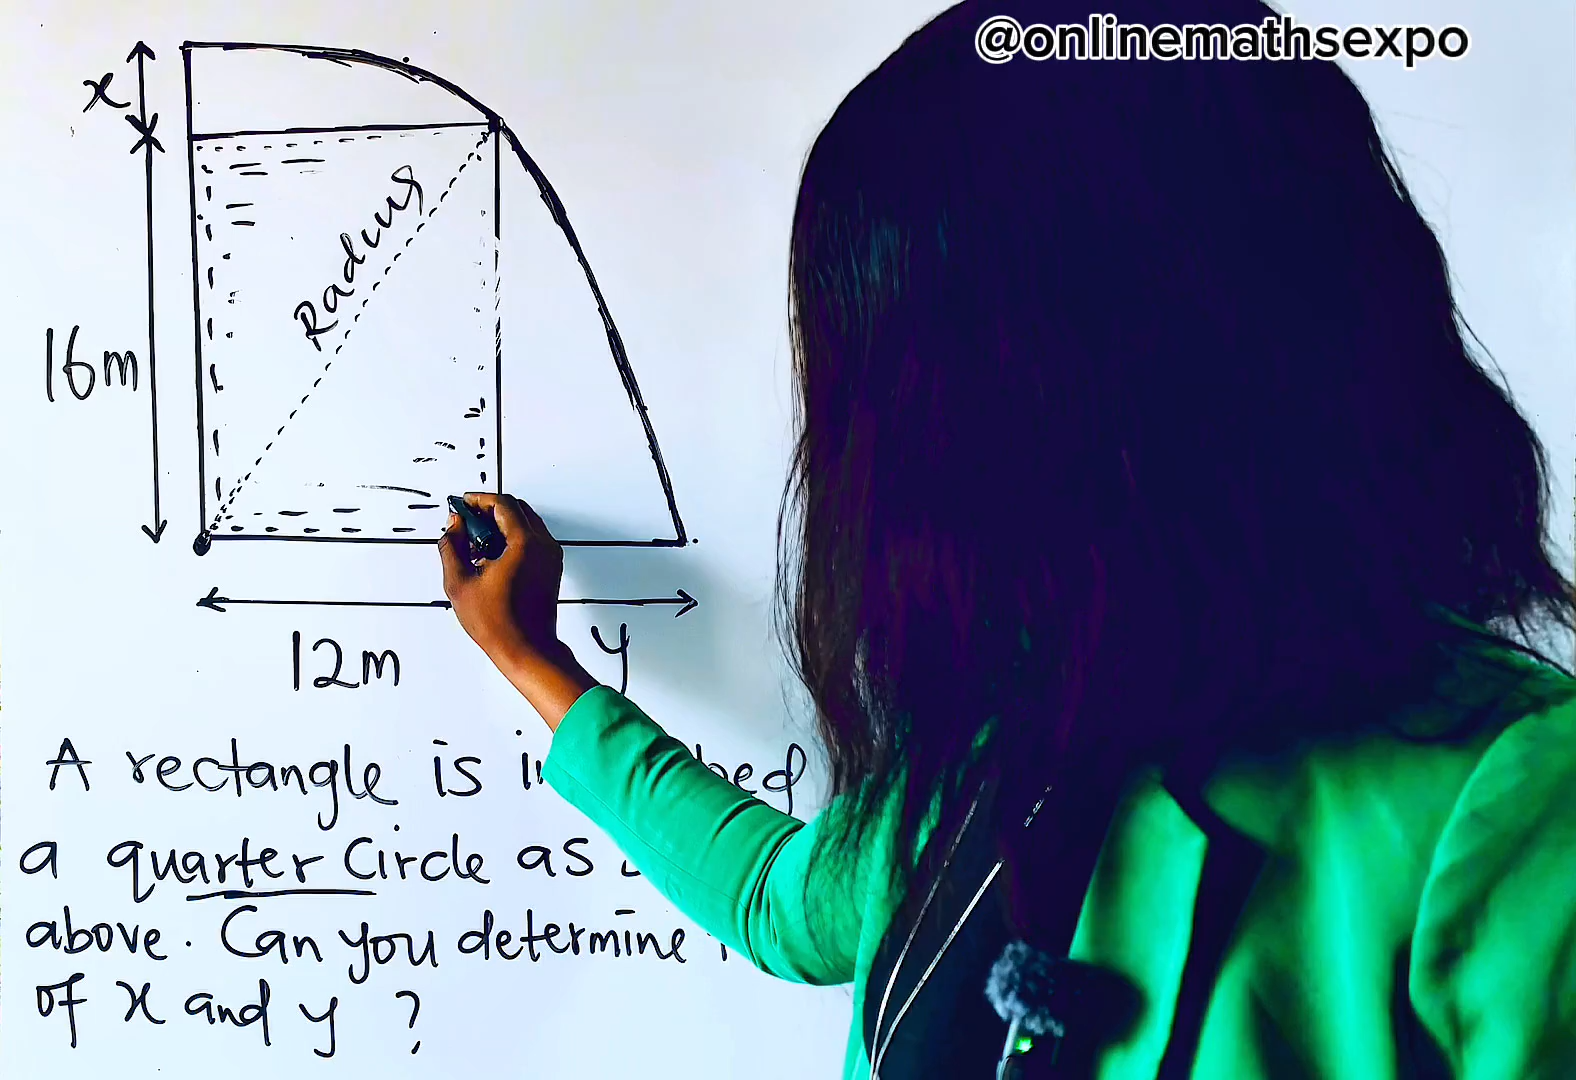 @onlinemathsexpo
x
Radius
16m
12m y
A rectangle is
a quarter Circle as
above. Can you determine
of x and y ?